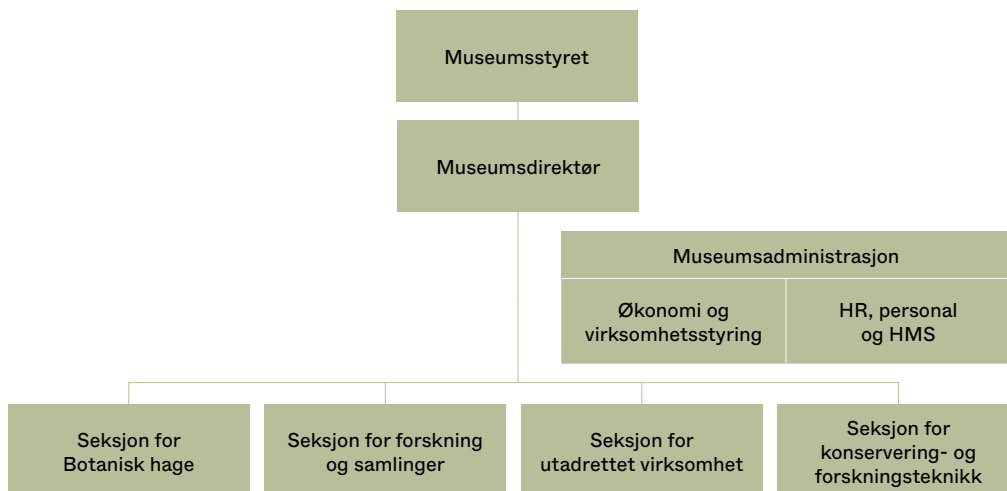 Museumsstyret
Museumsdirektør
Museumsadministrasjon
Økonomi og
virksomhetsstyring
HR, personal
og HMS
Seksjon for
Botanisk hage
Seksjon for forskning
og samlinger
Seksjon for
utadrettet virksomhet
Seksjon for
konservering- og
forskningsteknikk